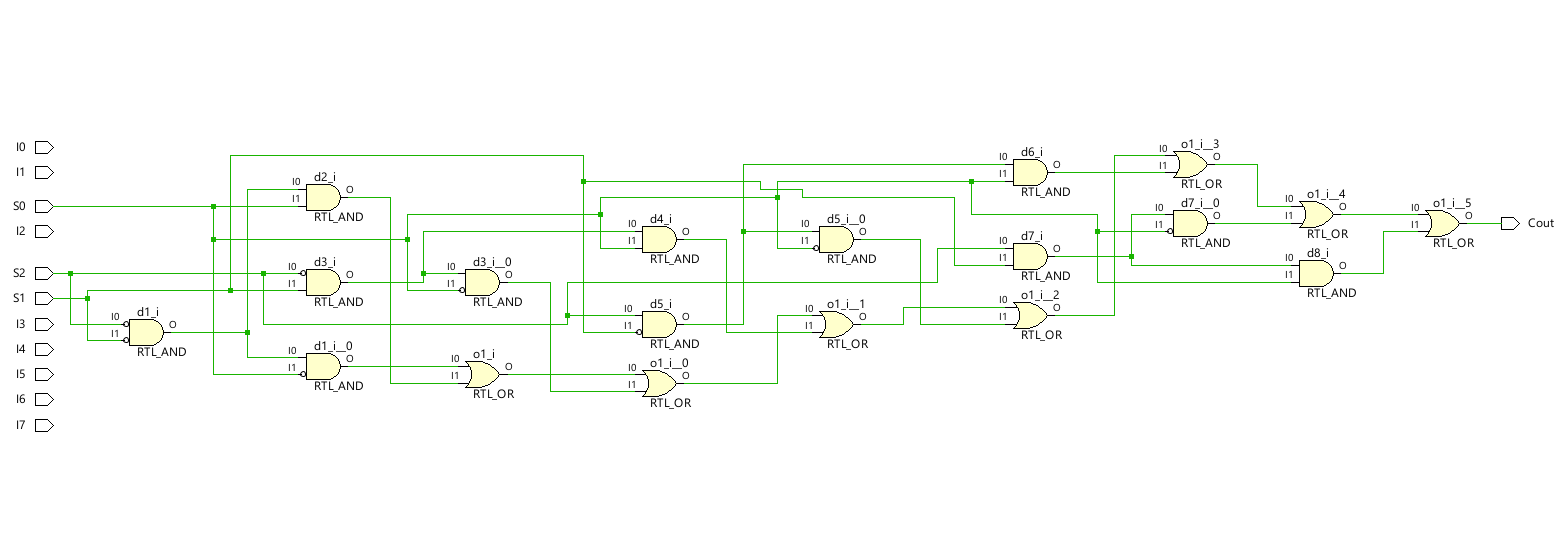 I0
I1
S0
I2
S2
S1
I3
I4
I5
I6
I7
d1_i
I0
I1
O
RTL_AND
d2_i
I0
I1
O
RTL_AND
d3_i
I0
I1
O
RTL_AND
d1_i__0
I0
I1
O
RTL_AND
d3_i__0
I0
I1
O
RTL_AND
o1_i
I0
I1
O
RTL_OR
d4_i
I0
I1
O
RTL_AND
d5_i
I0
I1
O
RTL_AND
o1_i__0
I0
I1
O
RTL_OR
d5_i__0
I0
I1
O
RTL_AND
o1_i__1
I0
I1
O
RTL_OR
d6_i
I0
I1
O
RTL_AND
d7_i
I0
I1
O
RTL_AND
o1_i__2
I0
I1
O
RTL_OR
o1_i__3
I0
I1
O
RTL_OR
d7_i__0
I0
I1
O
RTL_AND
o1_i__4
I0
I1
O
RTL_OR
d8_i
I0
I1
O
RTL_AND
o1_i__5
I0
I1
O
RTL_OR
Cout